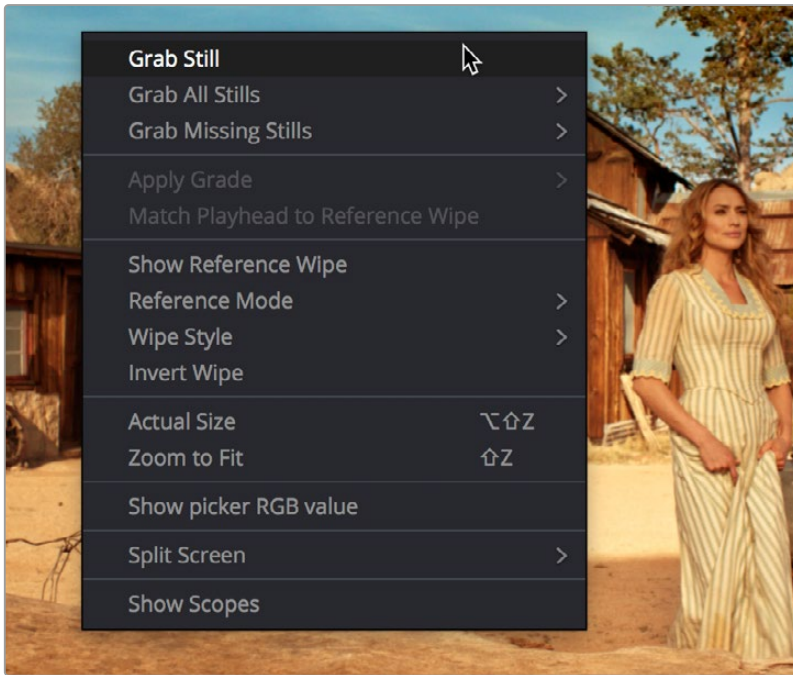 Grab Still
Grab All Stills >
Grab Missing Stills >
Apply Grade >
Match Playhead to Reference Wipe
Show Reference Wipe
Reference Mode >
Wipe Style >
Invert Wipe
Actual Size ⌥⇧Z
Zoom to Fit ⇧Z
Show picker RGB value
Split Screen >
Show Scopes